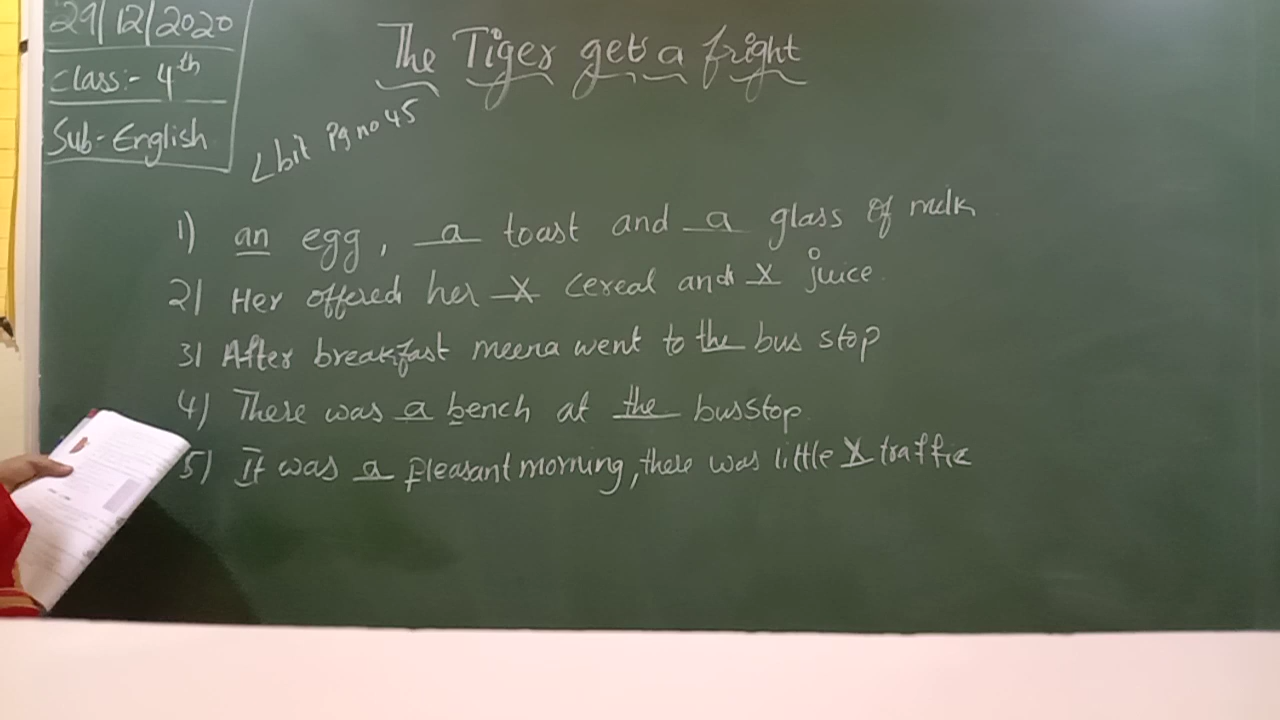 29/12/2020
Class:- 4th
Sub- English
The Tiger gets a fright
Lbit Pg no 45
1) an egg, a toast and a glass of milk
2) Her offered her X cereal and X juice
3) After breakfast meena went to the bus stop
4) There was a bench at the busstop
5) It was a pleasant morning, there was little X traffic